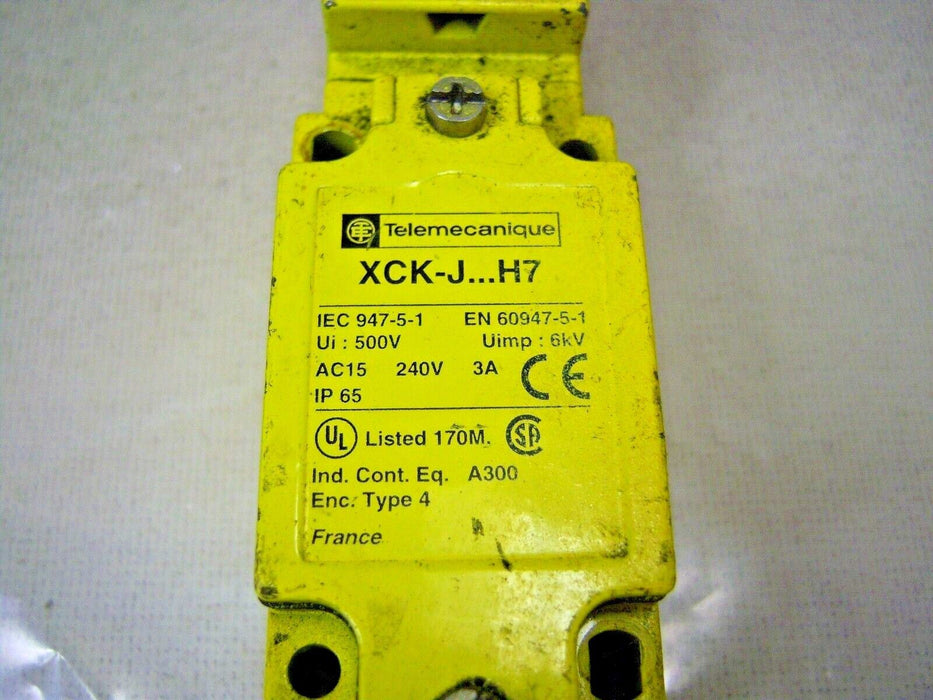 Telemecanique
XCK-J...H7
IEC 947-5-1 EN 60947-5-1
Ui : 500V Uimp : 6kV
AC15 240V 3A CE
IP 65
UL Listed 170M. SA
Ind. Cont. Eq. A300
Enc. Type 4
France